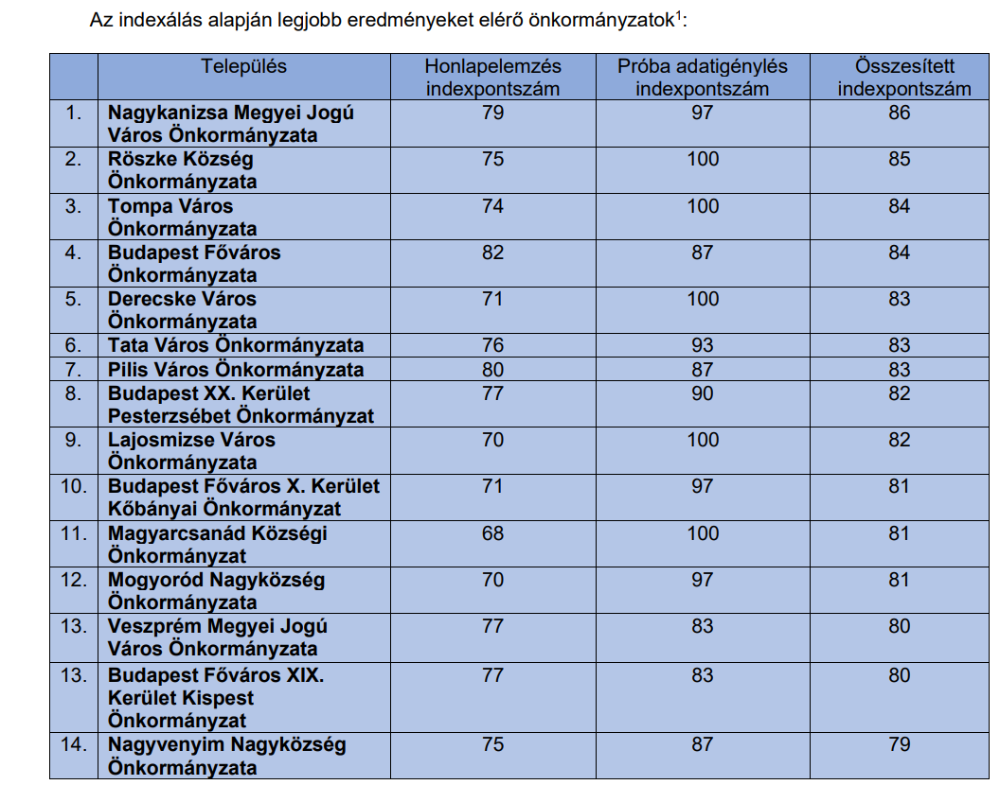 Az indexálás alapján legjobb eredményeket elérő önkormányzatok¹:
Település
Honlapelemzés
indexpontszám
Próba adatigénylés
indexpontszám
Összesített
indexpontszám
1. Nagykanizsa Megyei Jogú 79 97 86
Város Önkormányzata
2. Röszke Község 75 100 85
Önkormányzata
3. Tompa Város 74 100 84
Önkormányzata
4. Budapest Főváros 82 87 84
Önkormányzata
5. Derecske Város 71 100 83
Önkormányzata
6. Tata Város Önkormányzata 76 93 83
7. Pilis Város Önkormányzata 80 87 83
8. Budapest XX. Kerület 77 90 82
Pesterzsébet Önkormányzat
9. Lajosmizse Város 70 100 82
Önkormányzata
10. Budapest Főváros X. Kerület 71 97 81
Kőbányai Önkormányzat
11. Magyarcsanád Községi 68 100 81
Önkormányzat
12. Mogyoród Nagyközség 70 97 81
Önkormányzata
13. Veszprém Megyei Jogú 77 83 80
Város Önkormányzata
13. Budapest Főváros XIX. 77 83 80
Kerület Kispest
Önkormányzat
14. Nagyvenyim Nagyközség 75 87 79
Önkormányzata